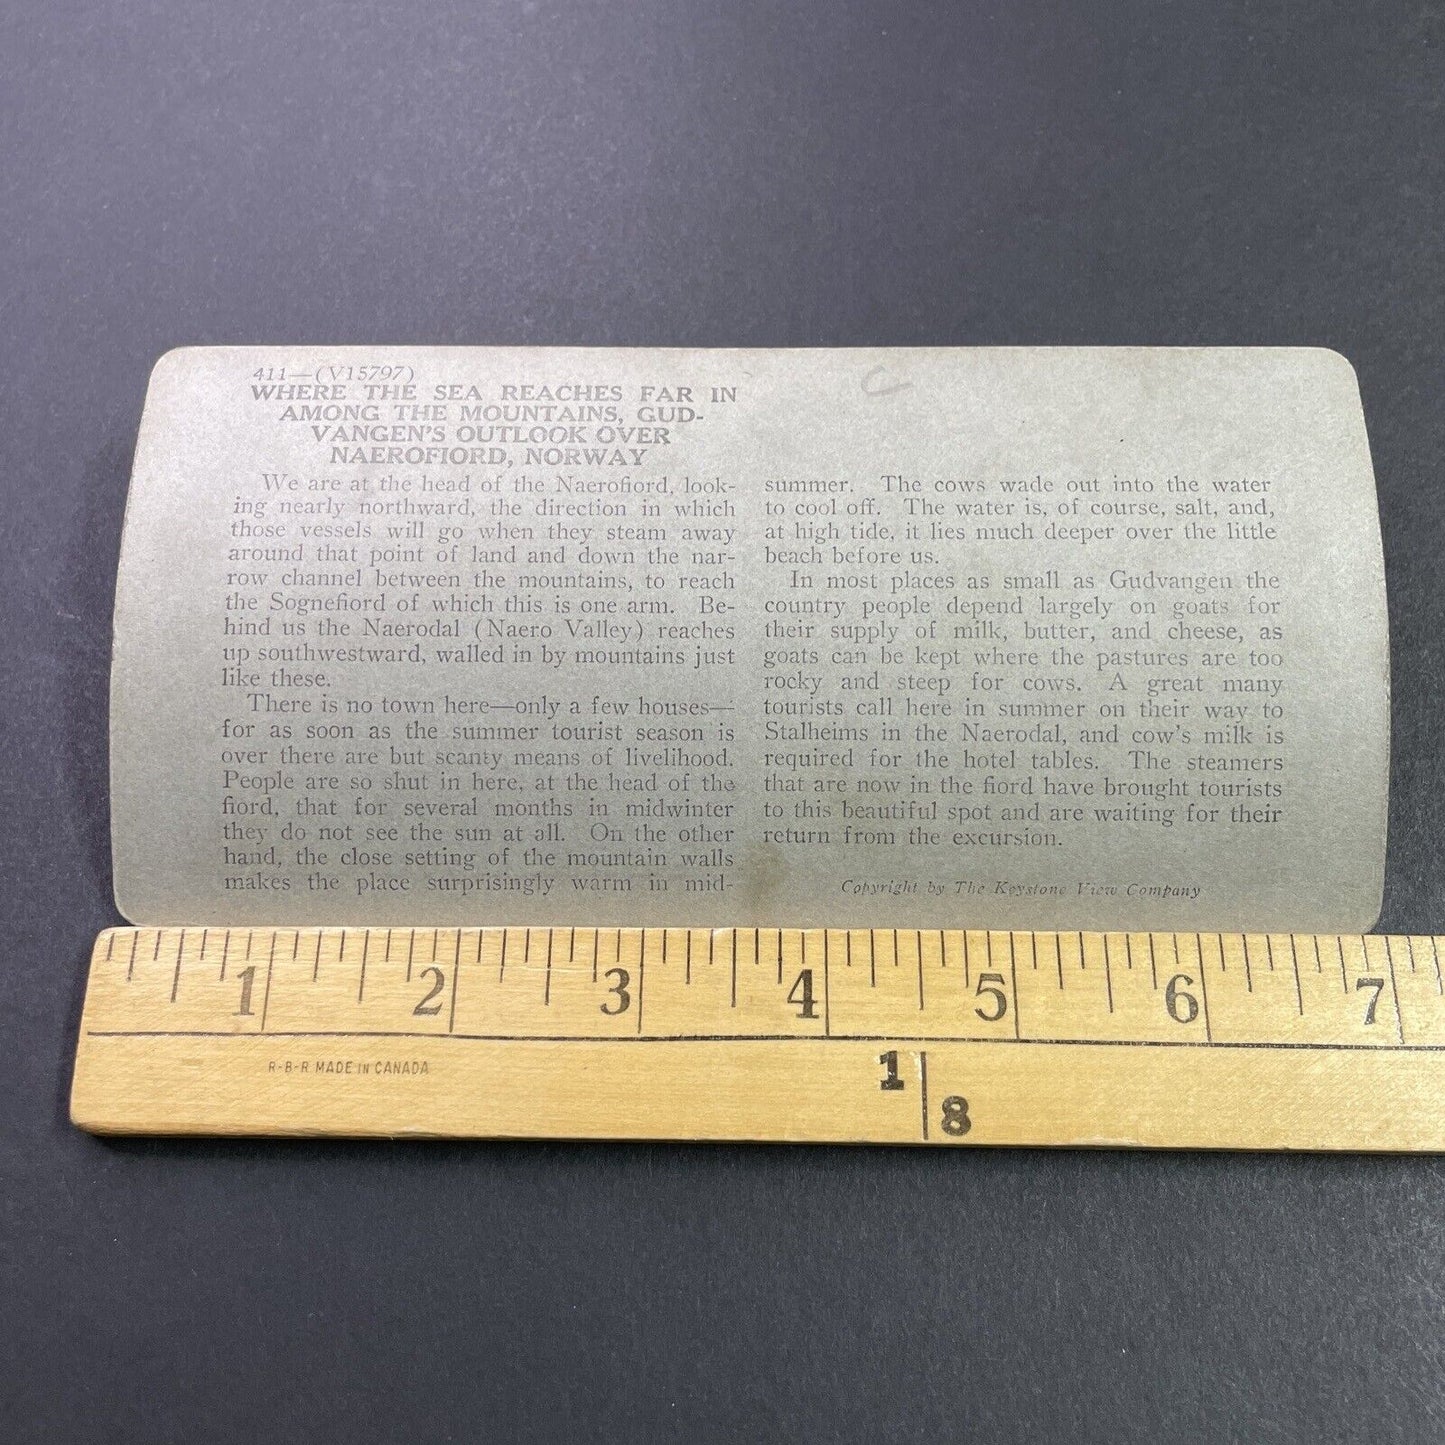 411—(V15797)
WHERE THE SEA REACHES FAR IN
AMONG THE MOUNTAINS, GUD-
VANGEN'S OUTLOOK OVER
NAEROFIORD, NORWAY
We are at the head of the Naerofiord, look-
ing nearly northward, the direction in which
those vessels will go when they steam away
around that point of land and down the nar-
row channel between the mountains, to reach
the Sognefiord of which this is one arm. Be-
hind us the Naerodal (Naero Valley) reaches
up southwestward, walled in by mountains just
like these.
There is no town here—only a few houses—
for as soon as the summer tourist season is
over there are but scanty means of livelihood.
People are so shut in here, at the head of the
fiord, that for several months in midwinter
they do not see the sun at all. On the other
hand, the close setting of the mountain walls
makes the place surprisingly warm in mid-
summer. The cows wade out into the water
to cool off. The water is, of course, salt, and,
at high tide, it lies much deeper over the little
beach before us.
In most places as small as Gudvangen the
country people depend largely on goats for
their supply of milk, butter, and cheese, as
goats can be kept where the pastures are too
rocky and steep for cows. A great many
tourists call here in summer on their way to
Stalheims in the Naerodal, and cow's milk is
required for the hotel tables. The steamers
that are now in the fiord have brought tourists
to this beautiful spot and are waiting for their
return from the excursion.
Copyright by The Keystone View Company
1 2 3 4 5 6 7
R-B-R MADE IN CANADA
1
8